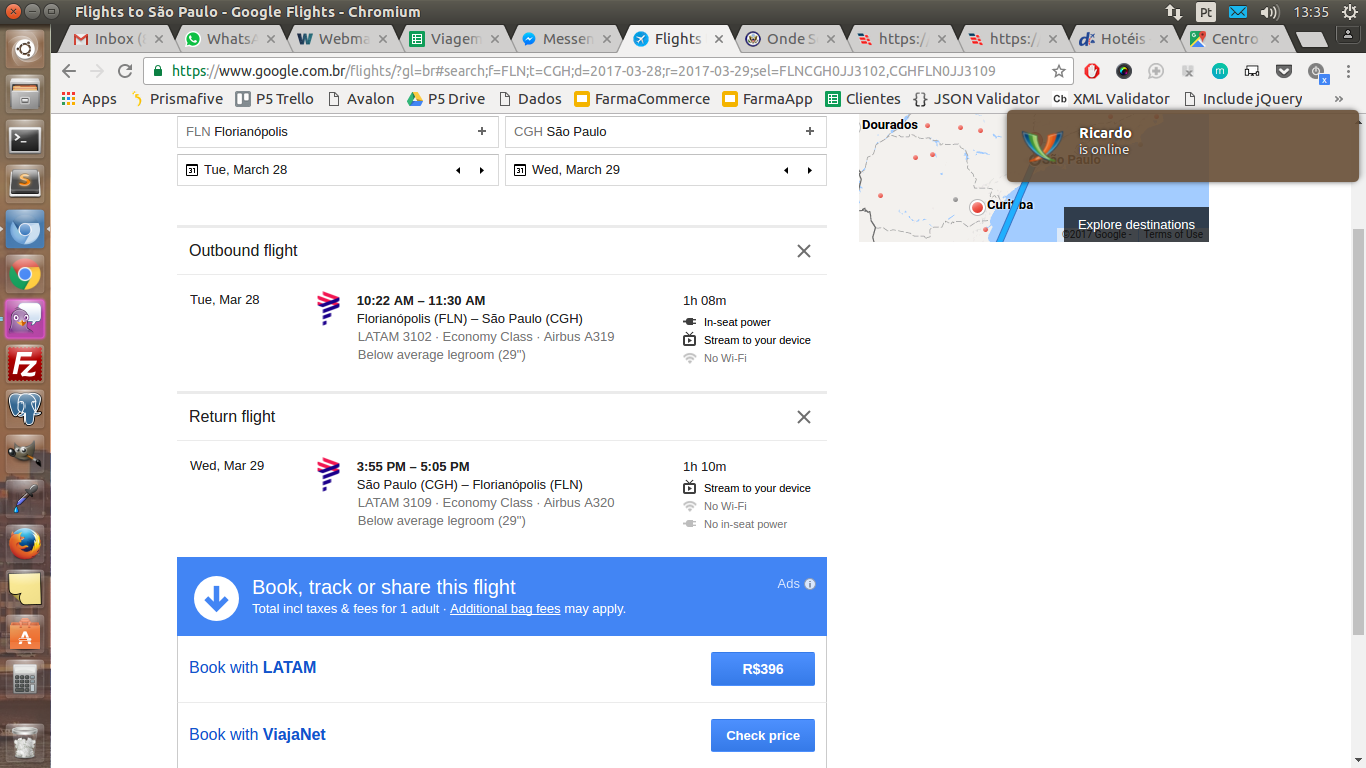 Flights to São Paulo - Google Flights - Chromium
Pt
13:35
Inbox (
WhatsA
Webma
Viagem
Messen
Flights
Onde S
https:/
https:/
Hotéis
Centro
https://www.google.com.br/flights/?gl=br#search;f=FLN;t=CGH;d=2017-03-28;r=2017-03-29;sel=FLNCGH0JJ3102,CGHFLN0JJ3109
Apps
Prismafive
P5 Trello
Avalon
P5 Drive
Dados
FarmaCommerce
FarmaApp
Clientes
{} JSON Validator
Cb XML Validator
Include jQuery
»
FLN Florianópolis +
CGH São Paulo +
31 Tue, March 28
31 Wed, March 29
Dourados
São Paulo
Curitiba
Explore destinations
©2017 Google -
Terms of Use
Ricardo
is online
Outbound flight
Tue, Mar 28
10:22 AM – 11:30 AM
Florianópolis (FLN) – São Paulo (CGH)
LATAM 3102 · Economy Class · Airbus A319
Below average legroom (29")
1h 08m
In-seat power
Stream to your device
No Wi-Fi
Return flight
Wed, Mar 29
3:55 PM – 5:05 PM
São Paulo (CGH) – Florianópolis (FLN)
LATAM 3109 · Economy Class · Airbus A320
Below average legroom (29")
1h 10m
Stream to your device
No Wi-Fi
No in-seat power
Book, track or share this flight
Total incl taxes & fees for 1 adult · Additional bag fees may apply.
Ads
Book with LATAM
R$396
Book with ViajaNet
Check price